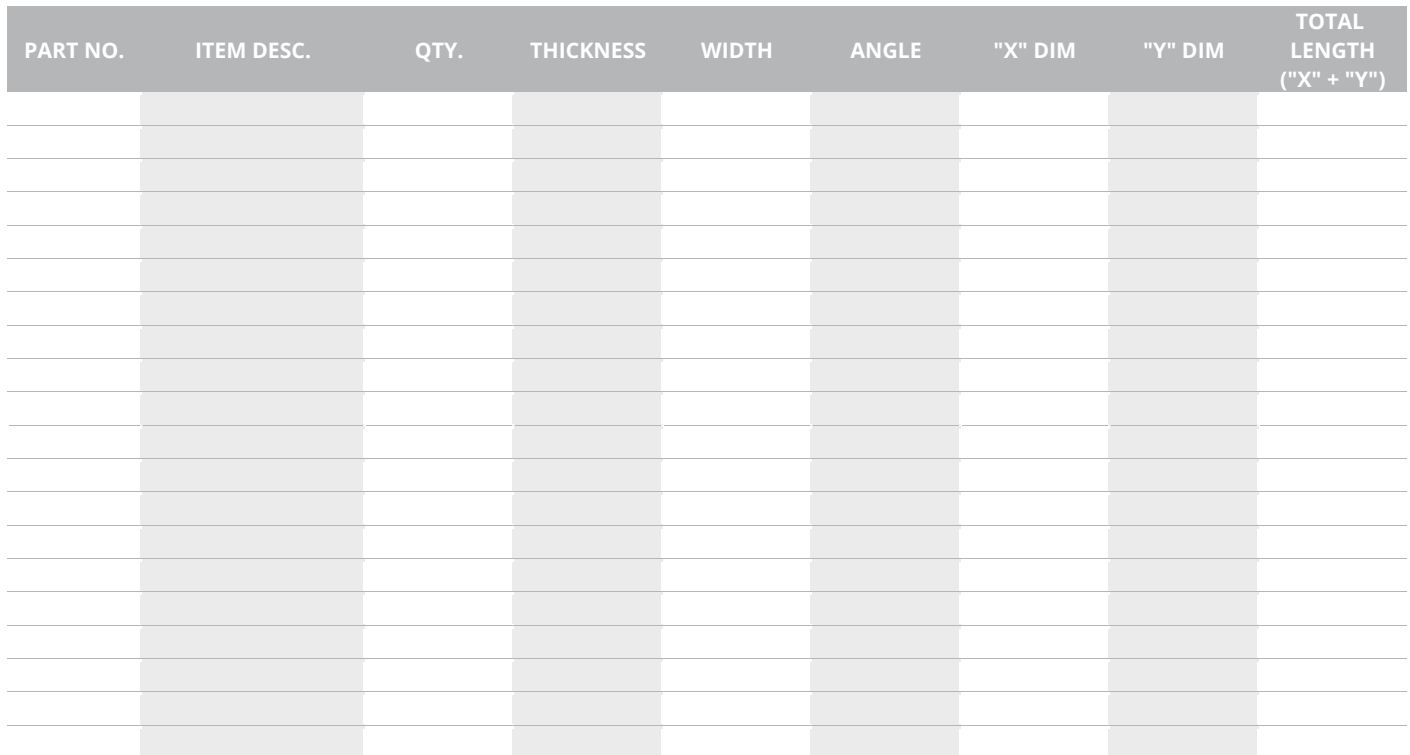 PART NO.
ITEM DESC.
QTY.
THICKNESS
WIDTH
ANGLE
"X" DIM
"Y" DIM
TOTAL
LENGTH
("X" + "Y")